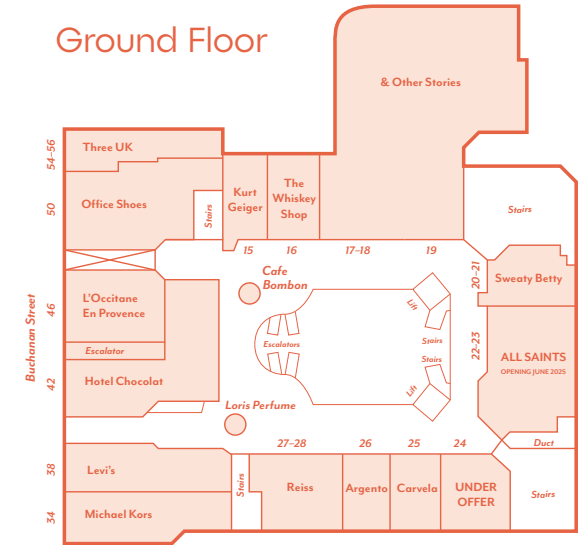 Ground Floor
& Other Stories
54–56
Three UK
50
Office Shoes
Stairs
Kurt
Geiger
The
Whiskey
Shop
Stairs
15
16
17–18
19
20–21
Sweaty Betty
Cafe
Bombon
Buchanan Street
46
L'Occitane
En Provence
Lift
Stairs
Escalators
Stairs
Lift
22–23
ALL SAINTS
OPENING JUNE 2025
Escalator
42
Hotel Chocolat
Loris Perfume
27–28
26
25
24
Duct
38
Levi's
Stairs
Reiss
Argento
Carvela
UNDER
OFFER
Stairs
34
Michael Kors